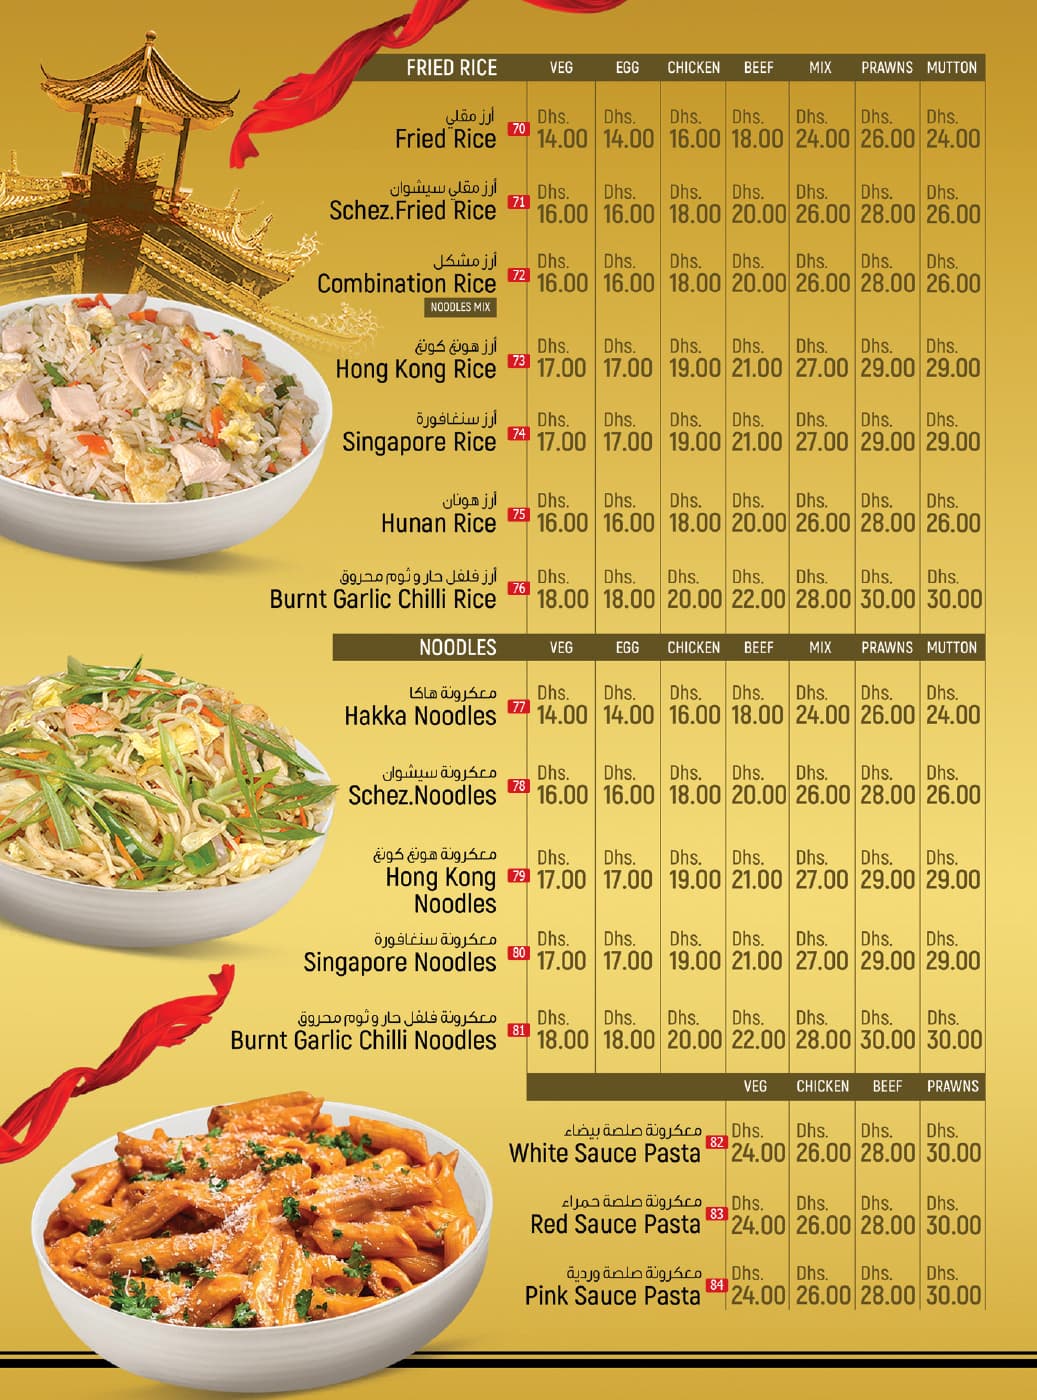 FRIED RICE VEG EGG CHICKEN BEEF MIX PRAWNS MUTTON
أرز مقلي Dhs. Dhs. Dhs. Dhs. Dhs. Dhs. Dhs.
Fried Rice 70 14.00 14.00 16.00 18.00 24.00 26.00 24.00
أرز مقلي سيشوان Dhs. Dhs. Dhs. Dhs. Dhs. Dhs. Dhs.
Schez.Fried Rice 71 16.00 16.00 18.00 20.00 26.00 28.00 26.00
أرز مشكل Dhs. Dhs. Dhs. Dhs. Dhs. Dhs. Dhs.
Combination Rice 72 16.00 16.00 18.00 20.00 26.00 28.00 26.00
NOODLES MIX
أرز هونغ كونغ Dhs. Dhs. Dhs. Dhs. Dhs. Dhs. Dhs.
Hong Kong Rice 73 17.00 17.00 19.00 21.00 27.00 29.00 29.00
أرز سنغافورة Dhs. Dhs. Dhs. Dhs. Dhs. Dhs. Dhs.
Singapore Rice 74 17.00 17.00 19.00 21.00 27.00 29.00 29.00
أرز هونان Dhs. Dhs. Dhs. Dhs. Dhs. Dhs. Dhs.
Hunan Rice 75 16.00 16.00 18.00 20.00 26.00 28.00 26.00
أرز فلفل حار و ثوم محروق Dhs. Dhs. Dhs. Dhs. Dhs. Dhs. Dhs.
Burnt Garlic Chilli Rice 76 18.00 18.00 20.00 22.00 28.00 30.00 30.00
NOODLES VEG EGG CHICKEN BEEF MIX PRAWNS MUTTON
معكرونة هاكا Dhs. Dhs. Dhs. Dhs. Dhs. Dhs. Dhs.
Hakka Noodles 77 14.00 14.00 16.00 18.00 24.00 26.00 24.00
معكرونة سيشوان Dhs. Dhs. Dhs. Dhs. Dhs. Dhs. Dhs.
Schez.Noodles 78 16.00 16.00 18.00 20.00 26.00 28.00 26.00
معكرونة هونغ كونغ Dhs. Dhs. Dhs. Dhs. Dhs. Dhs. Dhs.
Hong Kong 79 17.00 17.00 19.00 21.00 27.00 29.00 29.00
Noodles
معكرونة سنغافورة Dhs. Dhs. Dhs. Dhs. Dhs. Dhs. Dhs.
Singapore Noodles 80 17.00 17.00 19.00 21.00 27.00 29.00 29.00
معكرونة فلفل حار و ثوم محروق Dhs. Dhs. Dhs. Dhs. Dhs. Dhs. Dhs.
Burnt Garlic Chilli Noodles 81 18.00 18.00 20.00 22.00 28.00 30.00 30.00
VEG CHICKEN BEEF PRAWNS
معكرونة صلصة بيضاء Dhs. Dhs. Dhs. Dhs.
White Sauce Pasta 82 24.00 26.00 28.00 30.00
معكرونة صلصة حمراء Dhs. Dhs. Dhs. Dhs.
Red Sauce Pasta 83 24.00 26.00 28.00 30.00
معكرونة صلصة وردية Dhs. Dhs. Dhs. Dhs.
Pink Sauce Pasta 84 24.00 26.00 28.00 30.00